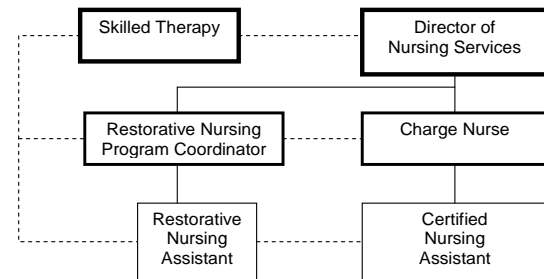 Skilled Therapy
Director of
Nursing Services
Restorative Nursing
Program Coordinator
Charge Nurse
Restorative
Nursing
Assistant
Certified
Nursing
Assistant